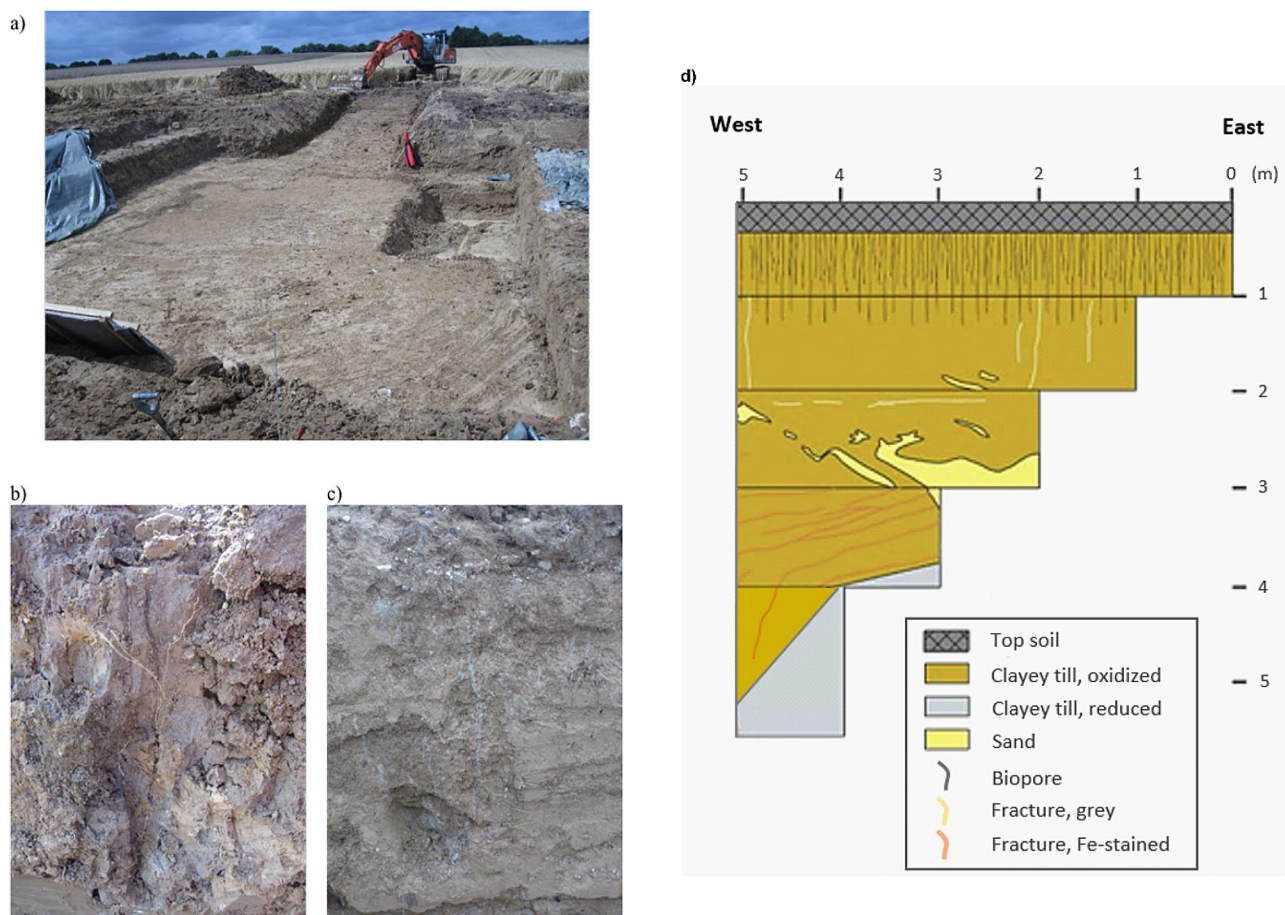 a)
b)
c)
d)
West
East
5
4
3
2
1
0
(m)
1
2
3
4
5
Top soil
Clayey till, oxidized
Clayey till, reduced
Sand
Biopore
Fracture, grey
Fracture, Fe-stained